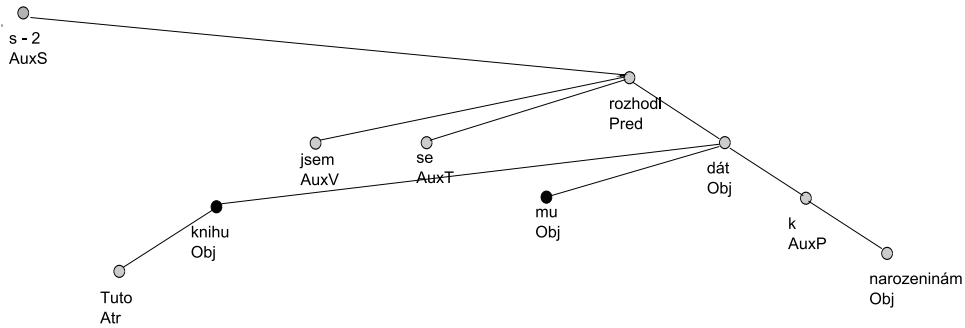 s - 2
AuxS
rozhodl
Pred
jsem
AuxV
se
AuxT
dát
Obj
knihu
Obj
mu
Obj
k
AuxP
narozeninám
Obj
Tuto
Atr